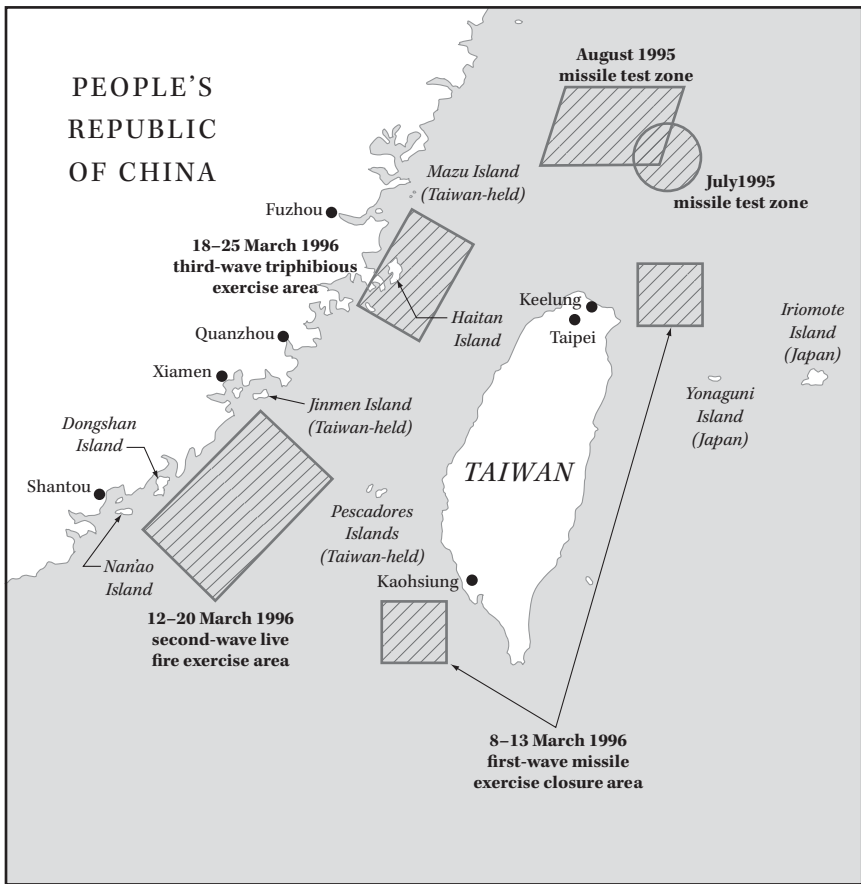 PEOPLE'S
REPUBLIC
OF CHINA
August 1995
missile test zone
July1995
missile test zone
Mazu Island
(Taiwan-held)
Fuzhou
18–25 March 1996
third-wave triphibious
exercise area
Haitan
Island
Keelung
Taipei
Iriomote
Island
(Japan)
Yonaguni
Island
(Japan)
Quanzhou
Xiamen
Jinmen Island
(Taiwan-held)
Dongshan
Island
Shantou
Nan'ao
Island
TAIWAN
Pescadores
Islands
(Taiwan-held)
Kaohsiung
12–20 March 1996
second-wave live
fire exercise area
8–13 March 1996
first-wave missile
exercise closure area